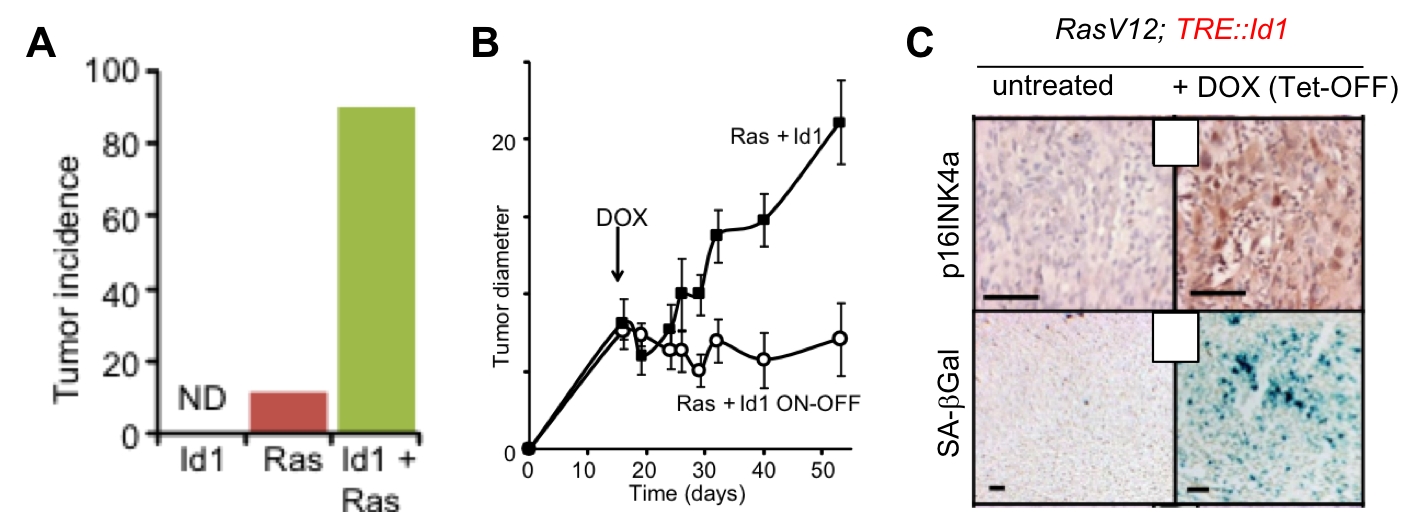 A
100
80
60
40
20
0
Tumor incidence
ND
Id1
Ras
Id1 +
Ras
B
20
0
Tumor diametrer
DOX
Ras + Id1
Ras + Id1 ON-OFF
0 10 20 30 40 50
Time (days)
C
RasV12; TRE::Id1
untreated
+ DOX (Tet-OFF)
p16INK4a
SA-βGal